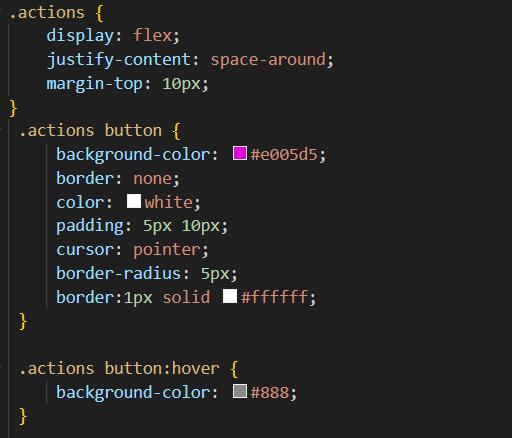 .actions {
    display: flex;
    justify-content: space-around;
    margin-top: 10px;
}
 .actions button {
     background-color: #e005d5;
     border: none;
     color: white;
     padding: 5px 10px;
     cursor: pointer;
     border-radius: 5px;
     border:1px solid #ffffff;
 }

 .actions button:hover {
     background-color: #888;
 }